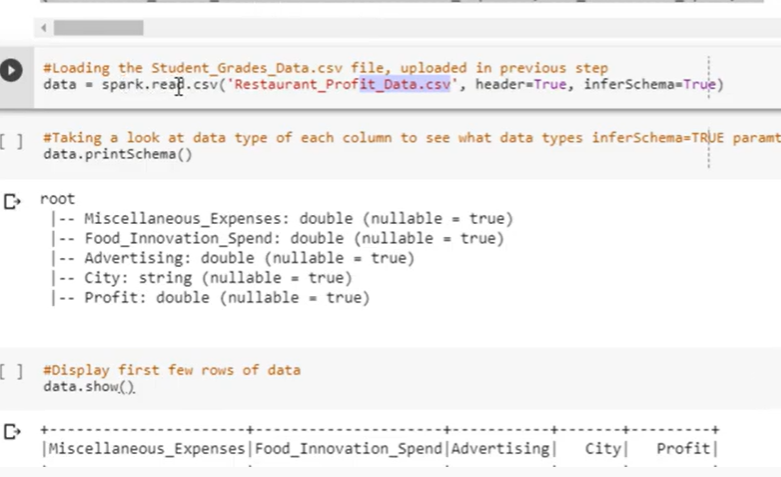 #Loading the Student_Grades_Data.csv file, uploaded in previous step
data = spark.read.csv('Restaurant_Profit_Data.csv', header=True, inferSchema=True)
[ ] #Taking a look at data type of each column to see what data types inferSchema=TRUE paramt
data.printSchema()
root
|-- Miscellaneous_Expenses: double (nullable = true)
|-- Food_Innovation_Spend: double (nullable = true)
|-- Advertising: double (nullable = true)
|-- City: string (nullable = true)
|-- Profit: double (nullable = true)
[ ] #Display first few rows of data
data.show()
+----------------------+---------------------+-----------+-------+---------+
|Miscellaneous_Expenses|Food_Innovation_Spend|Advertising| City| Profit|